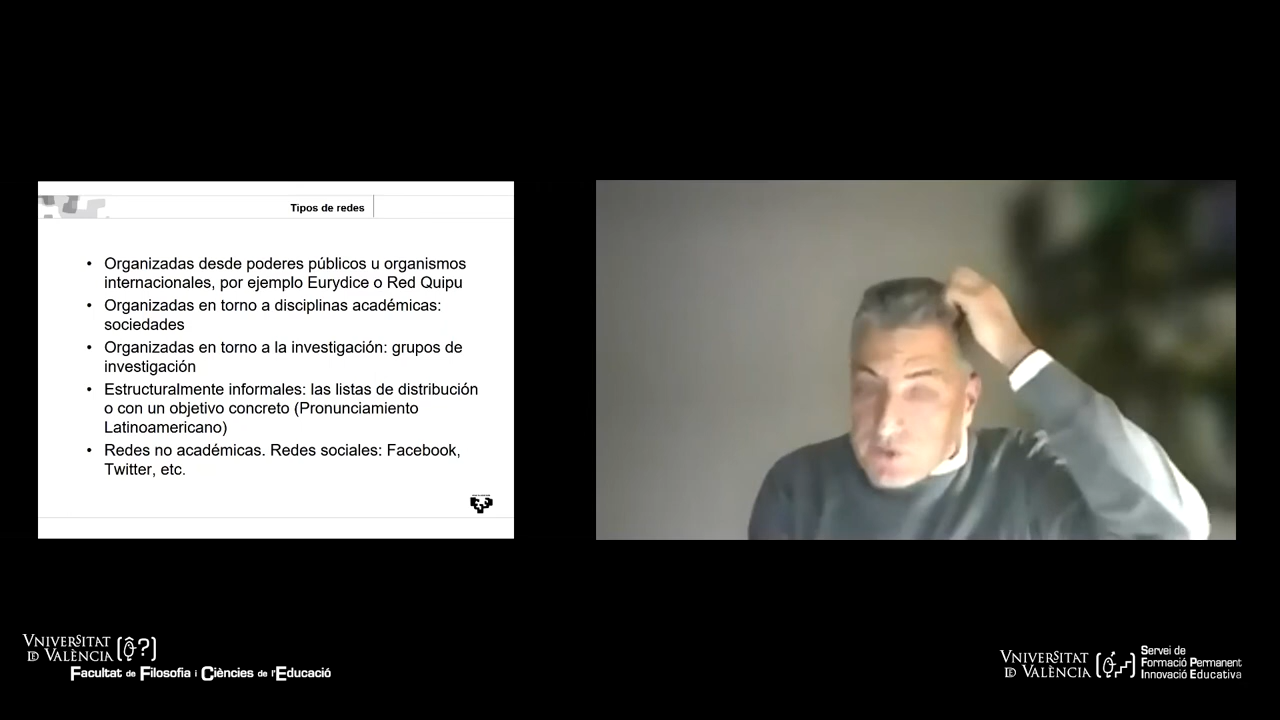 Tipos de redes
• Organizadas desde poderes públicos u organismos
internacionales, por ejemplo Eurydice o Red Quipu
• Organizadas en torno a disciplinas académicas:
sociedades
• Organizadas en torno a la investigación: grupos de
investigación
• Estructuralmente informales: las listas de distribución
o con un objetivo concreto (Pronunciamiento
Latinoamericano)
• Redes no académicas. Redes sociales: Facebook,
Twitter, etc.
VNIVERSITAT
ID VALÈNCIA
Facultat de Filosofia i Ciències de l'Educació
VNIVERSITAT
ID VALÈNCIA
Servei de
Formació Permanent
Innovació Educativa